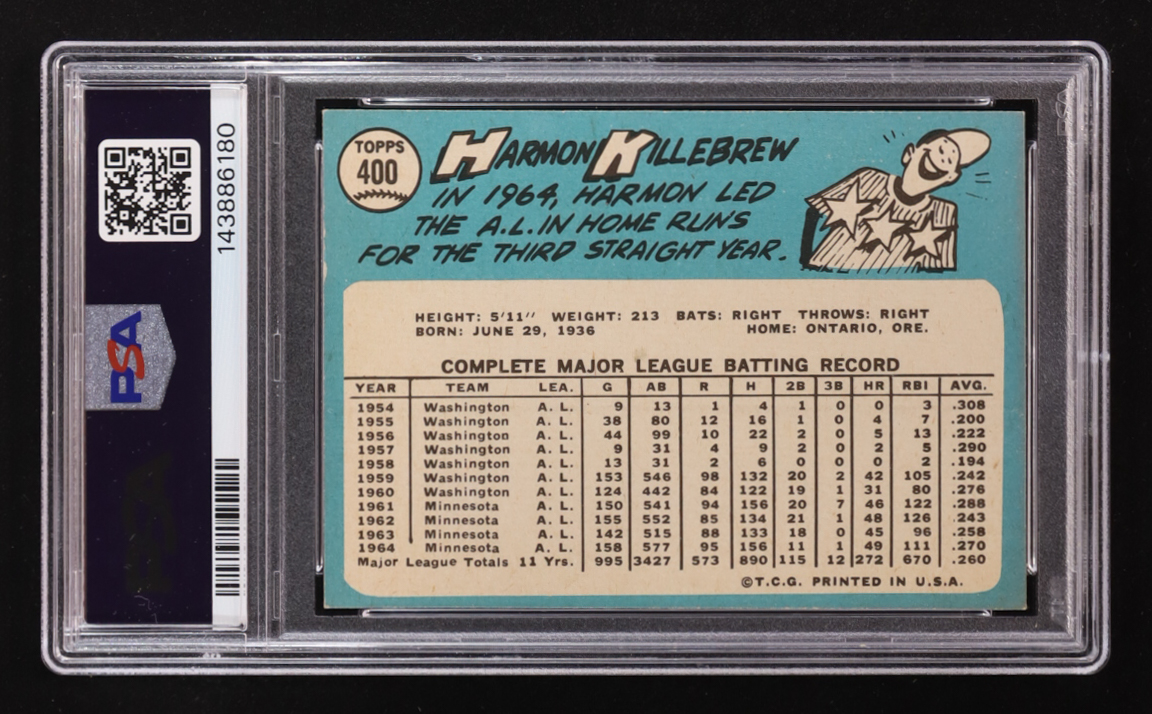 143886180
PSA
TOPPS
400
HARMON KILLEBREW
IN 1964, HARMON LED
THE A.L. IN HOME RUNS
FOR THE THIRD STRAIGHT YEAR.
HEIGHT: 5'11" WEIGHT: 213 BATS: RIGHT THROWS: RIGHT
BORN: JUNE 29, 1936 HOME: ONTARIO, ORE.
COMPLETE MAJOR LEAGUE BATTING RECORD
YEAR TEAM LEA. G AB R H 2B 3B HR RBI AVG.
1954 Washington A. L. 9 13 1 4 1 0 0 3 .308
1955 Washington A. L. 38 80 12 16 1 0 4 7 .200
1956 Washington A. L. 44 99 10 22 2 0 5 13 .222
1957 Washington A. L. 9 31 4 9 2 0 2 5 .290
1958 Washington A. L. 13 31 2 6 0 0 0 2 .194
1959 Washington A. L. 153 546 98 132 20 2 42 105 .242
1960 Washington A. L. 124 442 84 122 19 1 31 80 .276
1961 Minnesota A. L. 150 541 94 156 20 7 46 122 .288
1962 Minnesota A. L. 155 552 85 134 21 1 48 126 .243
1963 Minnesota A. L. 142 515 88 133 18 0 45 96 .258
1964 Minnesota A. L. 158 577 95 156 11 1 49 111 .270
Major League Totals 11 Yrs. 995 3427 573 890 115 12 272 670 .260
©T.C.G. PRINTED IN U.S.A.